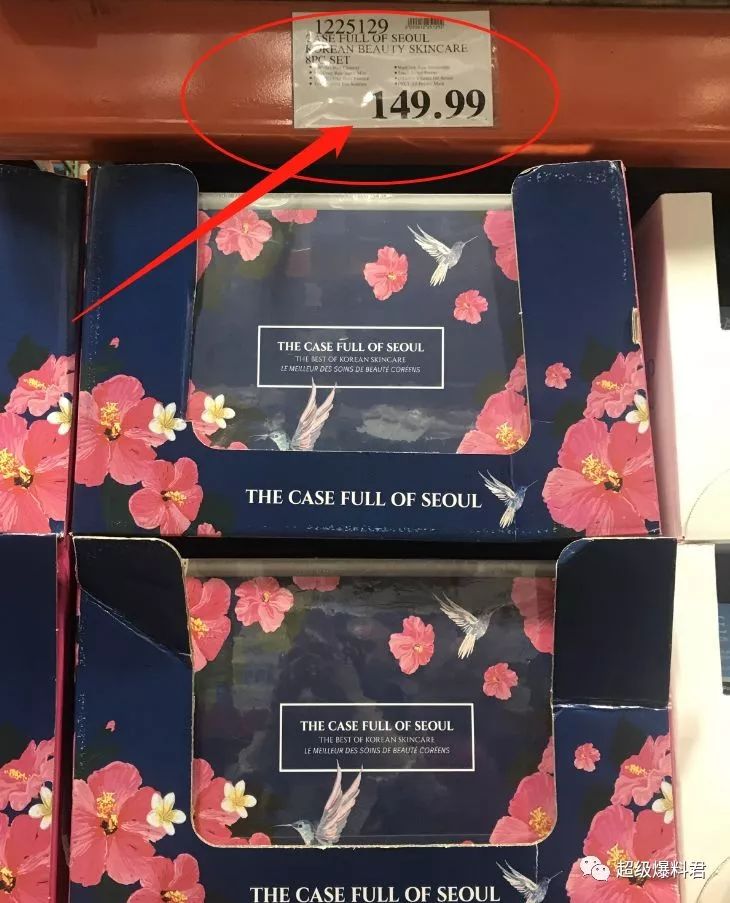 1225129
CASE FULL OF SEOUL
KOREAN BEAUTY SKINCARE
8PC SET
149.99
THE CASE FULL OF SEOUL
THE BEST OF KOREAN SKINCARE
LE MEILLEUR DES SOINS DE BEAUTÉ CORÉENS
THE CASE FULL OF SEOUL
THE CASE FULL OF SEOUL
THE BEST OF KOREAN SKINCARE
LE MEILLEUR DES SOINS DE BEAUTÉ CORÉENS
超级爆料君
THE CASE FULL OF SEOUL